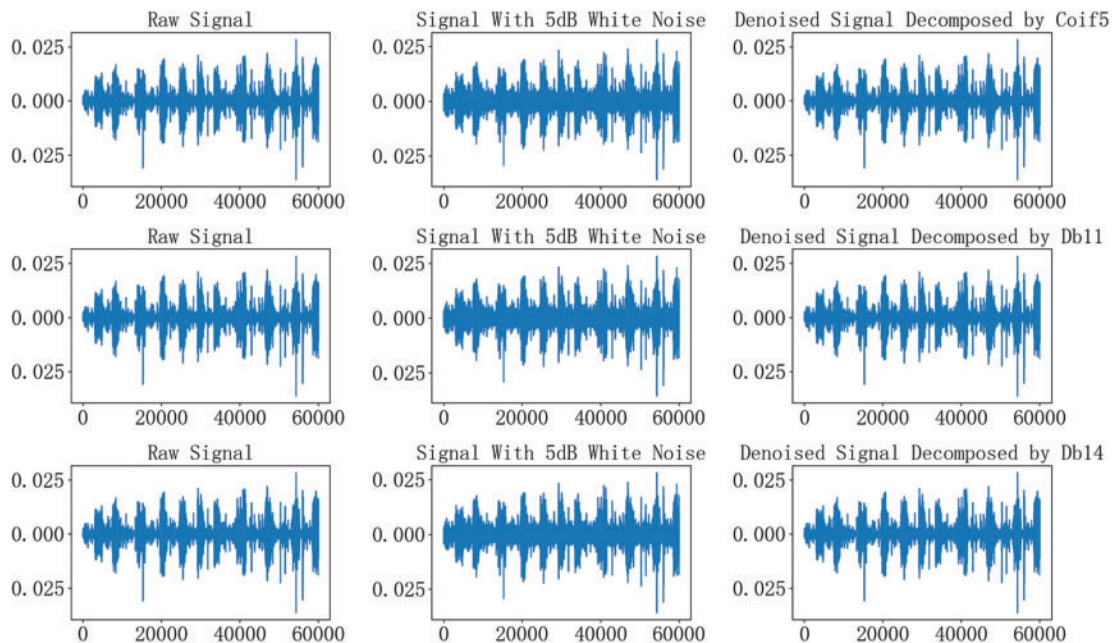 Raw Signal Signal With 5dB White Noise Denoised Signal Decomposed by Coif5
0.025 0.025 0.025
0.000 0.000 0.000
0.025 0.025 0.025
0 20000 40000 60000 0 20000 40000 60000 0 20000 40000 60000
Raw Signal Signal With 5dB White Noise Denoised Signal Decomposed by Db11
0.025 0.025 0.025
0.000 0.000 0.000
0.025 0.025 0.025
0 20000 40000 60000 0 20000 40000 60000 0 20000 40000 60000
Raw Signal Signal With 5dB White Noise Denoised Signal Decomposed by Db14
0.025 0.025 0.025
0.000 0.000 0.000
0.025 0.025 0.025
0 20000 40000 60000 0 20000 40000 60000 0 20000 40000 60000